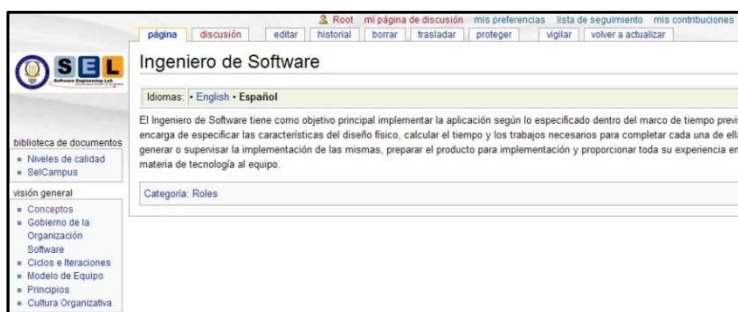 Root mi página de discusión mis preferencias lista de seguimiento mis contribuciones
página discusión editar historial borrar trasladar proteger vigilar volver a actualizar
SEL
Software Engineering Lab
Ingeniero de Software
Idiomas: • English • Español
El Ingeniero de Software tiene como objetivo principal implementar la aplicación según lo especificado dentro del marco de tiempo previ
encarga de especificar las características del diseño físico, calcular el tiempo y los trabajos necesarios para completar cada una de ella
generar o supervisar la implementación de las mismas, preparar el producto para implementación y proporcionar toda su experiencia en
materia de tecnología al equipo.
Categoría: Roles
biblioteca de documentos
Niveles de calidad
SelCampus
visión general
Conceptos
Gobierno de la
Organización
Software
Ciclos e Iteraciones
Modelo de Equipo
Principios
Cultura Organizativa